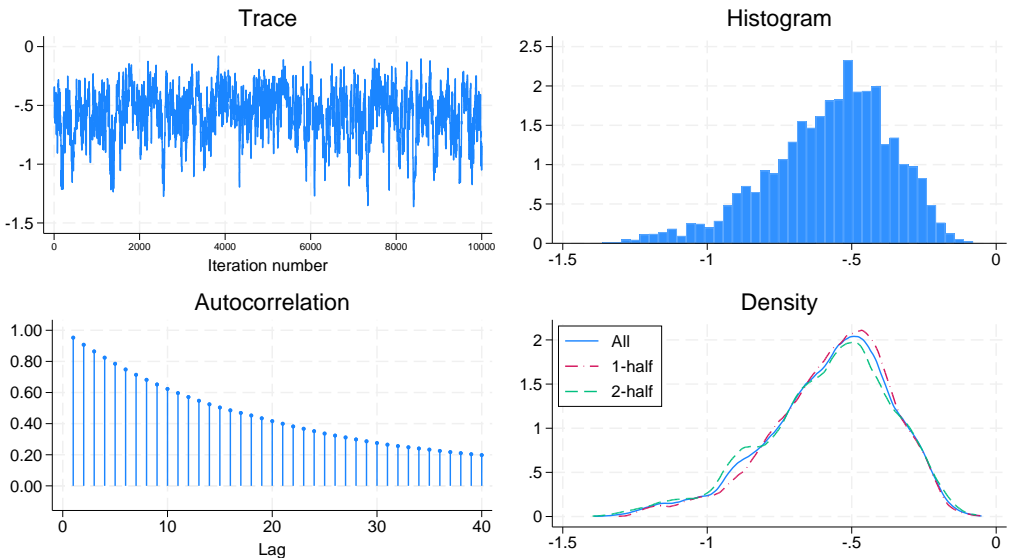 Trace
0
-.5
-1
-1.5
0 2000 4000 6000 8000 10000
Iteration number
Histogram
2.5
2
1.5
1
.5
0
-1.5 -1 -.5 0
Autocorrelation
1.00
0.80
0.60
0.40
0.20
0.00
0 10 20 30 40
Lag
Density
All
1-half
2-half
2
1.5
1
.5
0
-1.5 -1 -.5 0